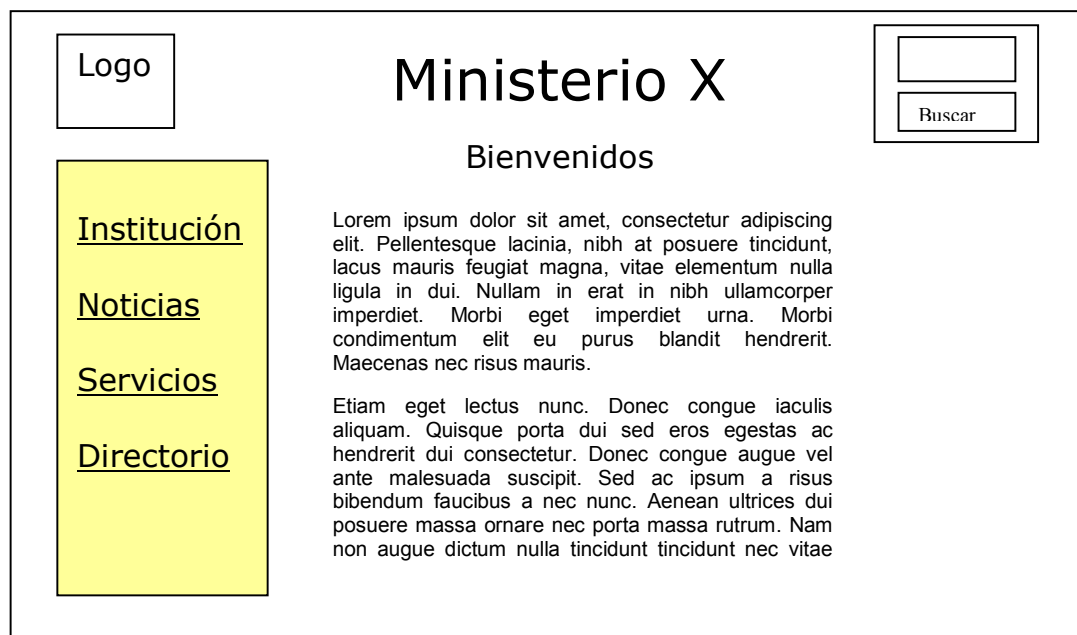 Logo
Ministerio X
Buscar
Bienvenidos
Institución
Noticias
Servicios
Directorio
Lorem ipsum dolor sit amet, consectetur adipiscing
elit. Pellentesque lacinia, nibh at posuere tincidunt,
lacus mauris feugiat magna, vitae elementum nulla
ligula in dui. Nullam in erat in nibh ullamcorper
imperdiet. Morbi eget imperdiet urna. Morbi
condimentum elit eu purus blandit hendrerit.
Maecenas nec risus mauris.
Etiam eget lectus nunc. Donec congue iaculis
aliquam. Quisque porta dui sed eros egestas ac
hendrerit dui consectetur. Donec congue augue vel
ante malesuada suscipit. Sed ac ipsum a risus
bibendum faucibus a nec nunc. Aenean ultrices dui
posuere massa ornare nec porta massa rutrum. Nam
non augue dictum nulla tincidunt tincidunt nec vitae